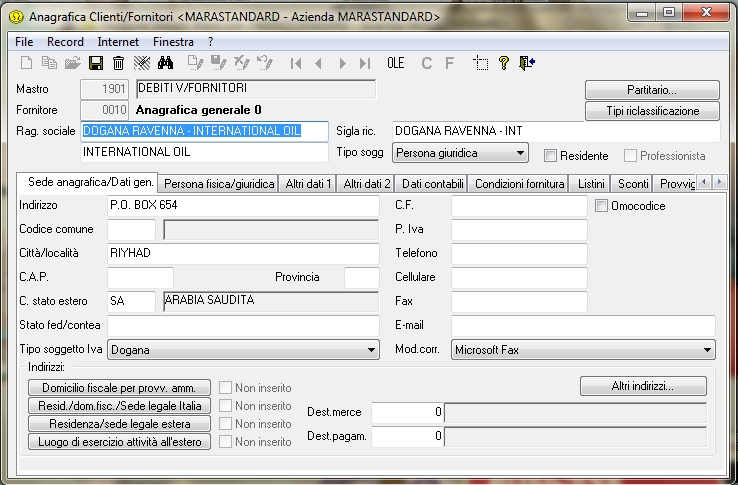 Anagrafica Clienti/Fornitori <MARASTANDARD - Azienda MARASTANDARD>
File Record Internet Finestra ?
OLE C F ?
Mastro 1901 DEBITI V/FORNITORI Partitario...
Fornitore 0010 Anagrafica generale 0 Tipi riclassificazione
Rag. sociale DOGANA RAVENNA - INTERNATIONAL OIL Sigla ric. DOGANA RAVENNA - INT
INTERNATIONAL OIL Tipo sogg Persona giuridica Residente Professionista
Sede anagrafica/Dati gen. Persona fisica/giuridica Altri dati 1 Altri dati 2 Dati contabili Condizioni fornitura Listini Sconti Provvig
Indirizzo P.O. BOX 654 C.F. Omocodice
Codice comune P. Iva
Città/località RIYHAD Telefono
C.A.P. Provincia Cellulare
C. stato estero SA ARABIA SAUDITA Fax
Stato fed/contea E-mail
Tipo soggetto Iva Dogana Mod.corr. Microsoft Fax
Indirizzi:
Domicilio fiscale per provv. amm. Non inserito Altri indirizzi...
Resid./dom.fisc./Sede legale Italia Non inserito Dest.merce 0
Residenza/sede legale estera Non inserito
Luogo di esercizio attività all'estero Non inserito Dest.pagam. 0